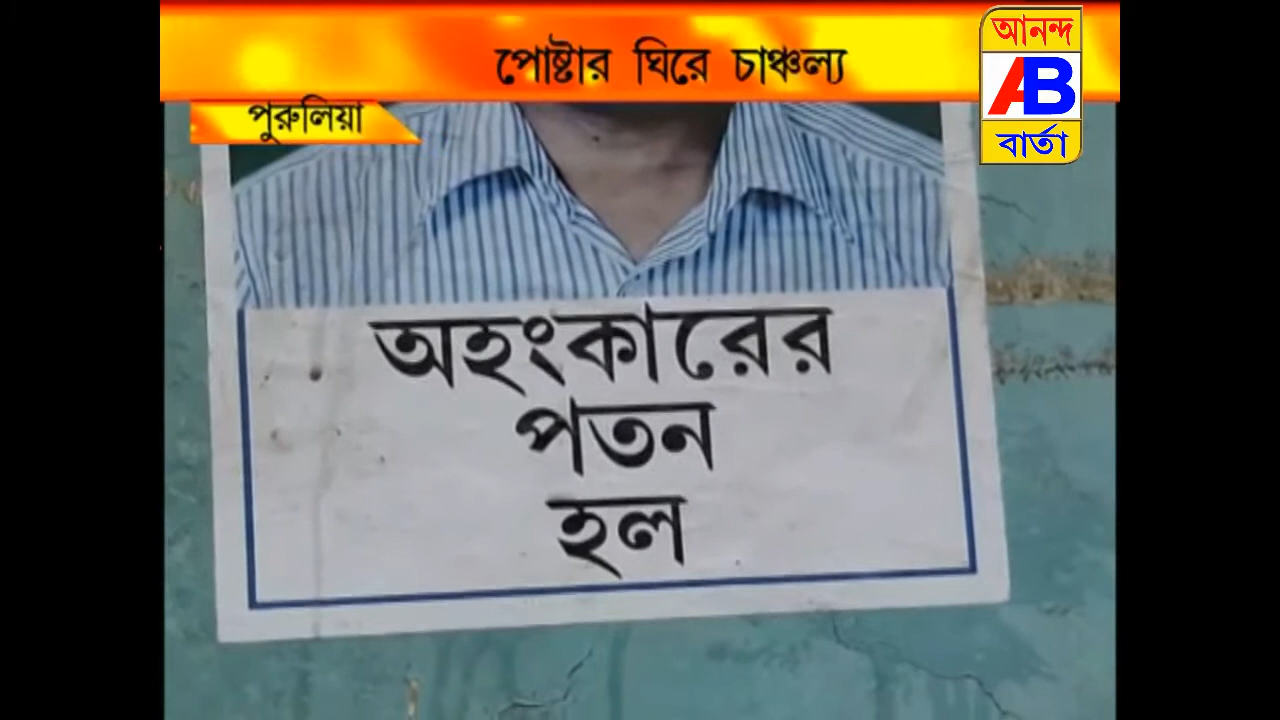 পোষ্টার ঘিরে চাঞ্চল্য
আনন্দ
AB
বার্তা
পুরুলিয়া
অহংকারের
পতন
হল